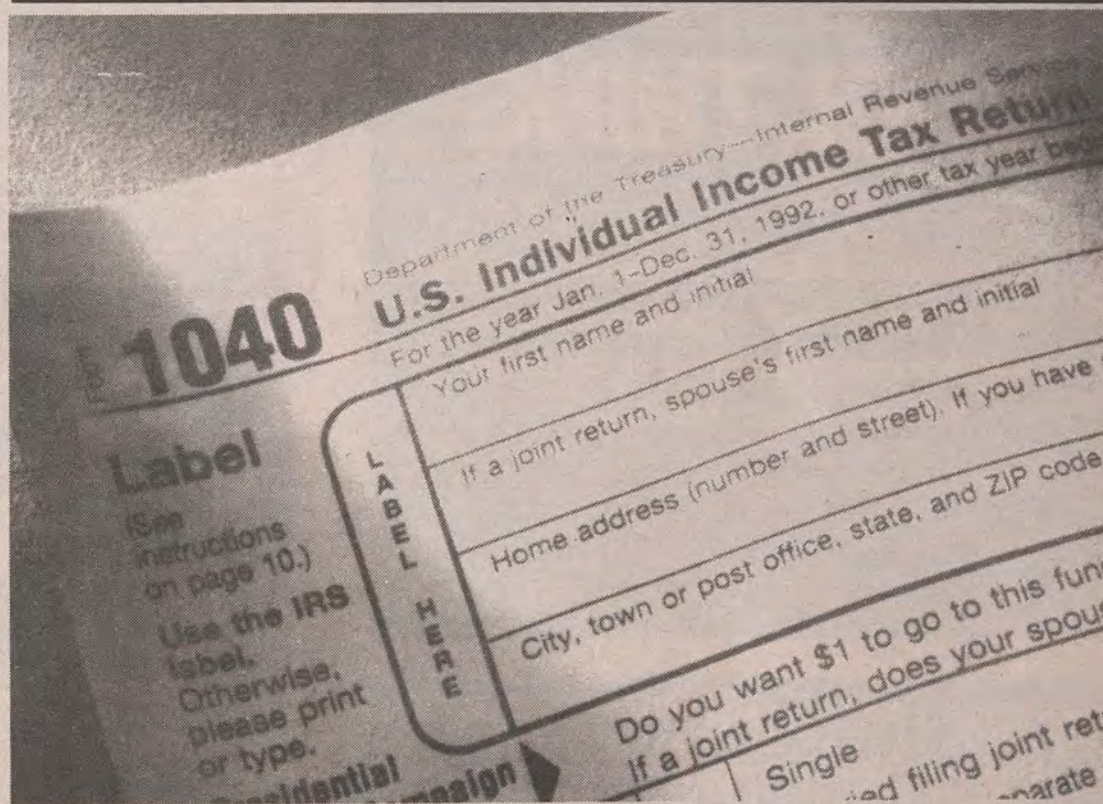 Department of the Treasury—Internal Revenue Service
1040 U.S. Individual Income Tax Return
For the year Jan. 1–Dec. 31, 1992, or other tax year
Label
(See
instructions
on page 10.)
Use the IRS
label.
Otherwise,
please print
or type.
LABEL HERE
Your first name and initial
If a joint return, spouse's first name and initial
Home address (number and street). If you have
City, town or post office, state, and ZIP code
Do you want $1 to go to this
If a joint return, does your
Single
filing joint